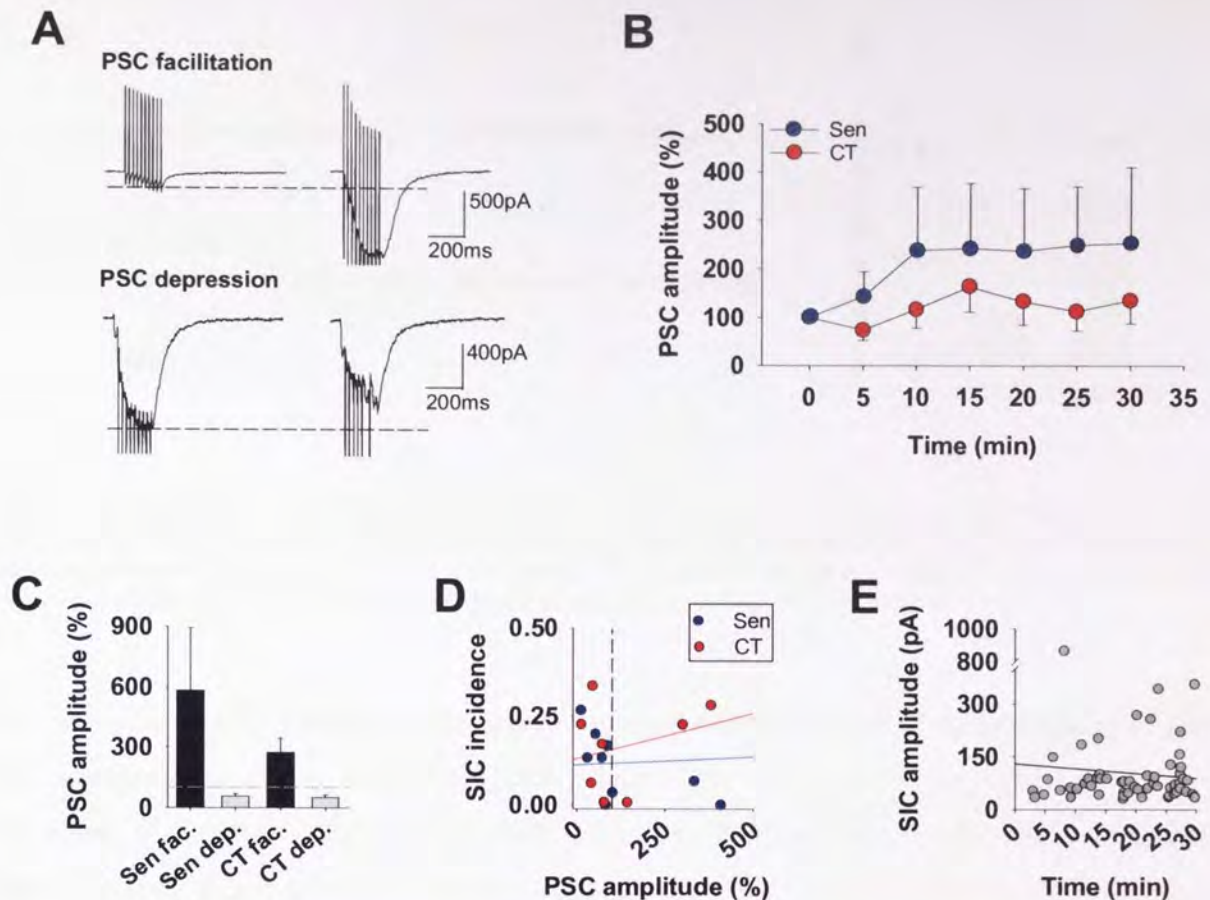 A
PSC facilitation
500pA
200ms
PSC depression
400pA
200ms
B
PSC amplitude (%)
500
400
300
200
100
0
Sen
CT
0 5 10 15 20 25 30 35
Time (min)
C
PSC amplitude (%)
900
600
300
0
Sen fac.
Sen dep.
CT fac.
CT dep.
D
SIC incidence
0.50
0.25
0.00
Sen
CT
0 250 500
PSC amplitude (%)
E
SIC amplitude (pA)
1000
800
300
150
0
0 5 10 15 20 25 30
Time (min)